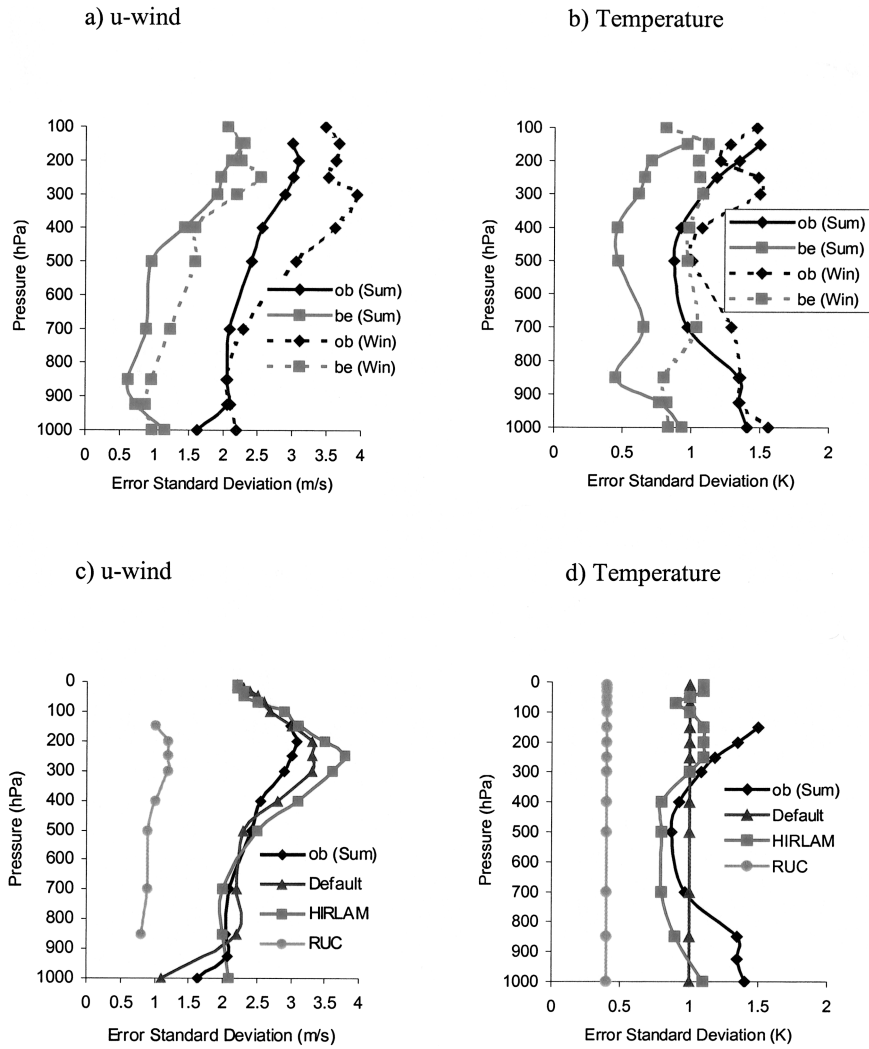 a) u-wind
100
200
300
400
500
600
700
800
900
1000
Pressure (hPa)
0
0.5
1
1.5
2
2.5
3
3.5
4
Error Standard Deviation (m/s)
ob (Sum)
be (Sum)
ob (Win)
be (Win)
b) Temperature
100
200
300
400
500
600
700
800
900
1000
Pressure (hPa)
0
0.5
1
1.5
2
Error Standard Deviation (K)
ob (Sum)
be (Sum)
ob (Win)
be (Win)
c) u-wind
0
100
200
300
400
500
600
700
800
900
1000
Pressure (hPa)
0
0.5
1
1.5
2
2.5
3
3.5
4
Error Standard Deviation (m/s)
ob (Sum)
Default
HIRLAM
RUC
d) Temperature
0
100
200
300
400
500
600
700
800
900
1000
Pressure (hPa)
0
0.5
1
1.5
2
Error Standard Deviation (K)
ob (Sum)
Default
HIRLAM
RUC